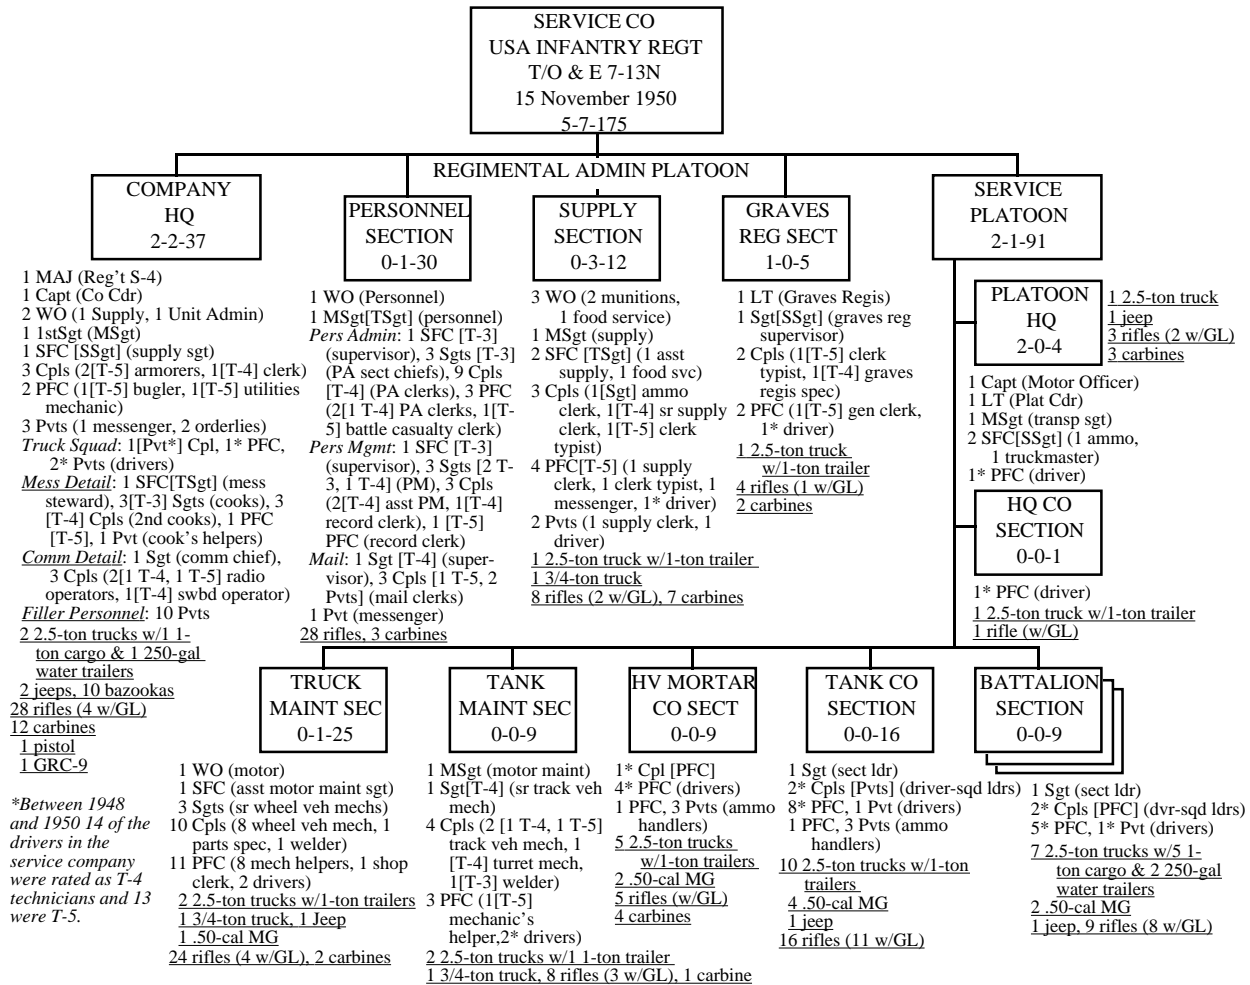 SERVICE CO
USA INFANTRY REGT
T/O & E 7-13N
15 November 1950
5-7-175
REGIMENTAL ADMIN PLATOON
COMPANY
HQ
2-2-37
1 MAJ (Reg't S-4)
1 Capt (Co Cdr)
2 WO (1 Supply, 1 Unit Admin)
1 1stSgt (MSgt)
1 SFC [SSgt] (supply sgt)
3 Cpls (2[T-5] armorers, 1[T-4] clerk)
2 PFC (1[T-5] bugler, 1[T-5] utilities
mechanic)
3 Pvts (1 messenger, 2 orderlies)
Truck Squad: 1[Pvt*] Cpl, 1* PFC,
2* Pvts (drivers)
Mess Detail: 1 SFC[TSgt] (mess
steward), 3[T-3] Sgts (cooks), 3
[T-4] Cpls (2nd cooks), 1 PFC
[T-5], 1 Pvt (cook's helpers)
Comm Detail: 1 Sgt (comm chief),
3 Cpls (2[1 T-4, 1 T-5] radio
operators, 1[T-4] swbd operator)
Filler Personnel: 10 Pvts
2 2.5-ton trucks w/1 1-
ton cargo & 1 250-gal
water trailers
2 jeeps, 10 bazookas
28 rifles (4 w/GL)
12 carbines
1 pistol
1 GRC-9
*Between 1948
and 1950 14 of the
drivers in the
service company
were rated as T-4
technicians and 13
were T-5.
PERSONNEL
SECTION
0-1-30
1 WO (Personnel)
1 MSgt[TSgt] (personnel)
Pers Admin: 1 SFC [T-3]
(supervisor), 3 Sgts [T-3]
(PA sect chiefs), 9 Cpls
[T-4] (PA clerks), 3 PFC
(2[1 T-4] PA clerks, 1[T-
5] battle casualty clerk)
Pers Mgmt: 1 SFC [T-3]
(supervisor), 3 Sgts [2 T-
3, 1 T-4] (PM), 3 Cpls
(2[T-4] asst PM, 1[T-4]
record clerk), 1 [T-5]
PFC (record clerk)
Mail: 1 Sgt [T-4] (super-
visor), 3 Cpls [1 T-5, 2
Pvts] (mail clerks)
1 Pvt (messenger)
28 rifles, 3 carbines
SUPPLY
SECTION
0-3-12
3 WO (2 munitions,
1 food service)
1 MSgt (supply)
2 SFC [TSgt] (1 asst
supply, 1 food svc)
3 Cpls (1[Sgt] ammo
clerk, 1[T-4] sr supply
clerk, 1[T-5] clerk
typist)
4 PFC[T-5] (1 supply
clerk, 1 clerk typist, 1
messenger, 1* driver)
2 Pvts (1 supply clerk, 1
driver)
1 2.5-ton truck w/1-ton trailer
1 3/4-ton truck
8 rifles (2 w/GL), 7 carbines
GRAVES
REG SECT
1-0-5
1 LT (Graves Regis)
1 Sgt[SSgt] (graves reg
supervisor)
2 Cpls (1[T-5] clerk
typist, 1[T-4] graves
regis spec)
2 PFC (1[T-5] gen clerk,
1* driver)
1 2.5-ton truck
w/1-ton trailer
4 rifles (1 w/GL)
2 carbines
SERVICE
PLATOON
2-1-91
PLATOON
HQ
2-0-4
1 2.5-ton truck
1 jeep
3 rifles (2 w/GL)
3 carbines
1 Capt (Motor Officer)
1 LT (Plat Cdr)
1 MSgt (transp sgt)
2 SFC[SSgt] (1 ammo,
1 truckmaster)
1* PFC (driver)
HQ CO
SECTION
0-0-1
1* PFC (driver)
1 2.5-ton truck w/1-ton trailer
1 rifle (w/GL)
TRUCK
MAINT SEC
0-1-25
1 WO (motor)
1 SFC (asst motor maint sgt)
3 Sgts (sr wheel veh mechs)
10 Cpls (8 wheel veh mech, 1
parts spec, 1 welder)
11 PFC (8 mech helpers, 1 shop
clerk, 2 drivers)
2 2.5-ton trucks w/1-ton trailers
1 3/4-ton truck, 1 Jeep
1 .50-cal MG
24 rifles (4 w/GL), 2 carbines
TANK
MAINT SEC
0-0-9
1 MSgt (motor maint)
1 Sgt[T-4] (sr track veh
mech)
4 Cpls (2 [1 T-4, 1 T-5]
track veh mech, 1
[T-4] turret mech,
1[T-3] welder)
3 PFC (1[T-5]
mechanic's
helper,2* drivers)
2 2.5-ton trucks w/1 1-ton trailer
1 3/4-ton truck, 8 rifles (3 w/GL), 1 carbine
HV MORTAR
CO SECT
0-0-9
1* Cpl [PFC]
4* PFC (drivers)
1 PFC, 3 Pvts (ammo
handlers)
5 2.5-ton trucks
w/1-ton trailers
2 .50-cal MG
5 rifles (w/GL)
4 carbines
TANK CO
SECTION
0-0-16
1 Sgt (sect ldr)
2* Cpls [Pvts] (driver-sqd ldrs)
8* PFC, 1 Pvt (drivers)
1 PFC, 3 Pvts (ammo
handlers)
10 2.5-ton trucks w/1-ton
trailers
4 .50-cal MG
1 jeep
16 rifles (11 w/GL)
BATTALION
SECTION
0-0-9
1 Sgt (sect ldr)
2* Cpls [PFC] (dvr-sqd ldrs)
5* PFC, 1* Pvt (drivers)
7 2.5-ton trucks w/5 1-
ton cargo & 2 250-gal
water trailers
2 .50-cal MG
1 jeep, 9 rifles (8 w/GL)